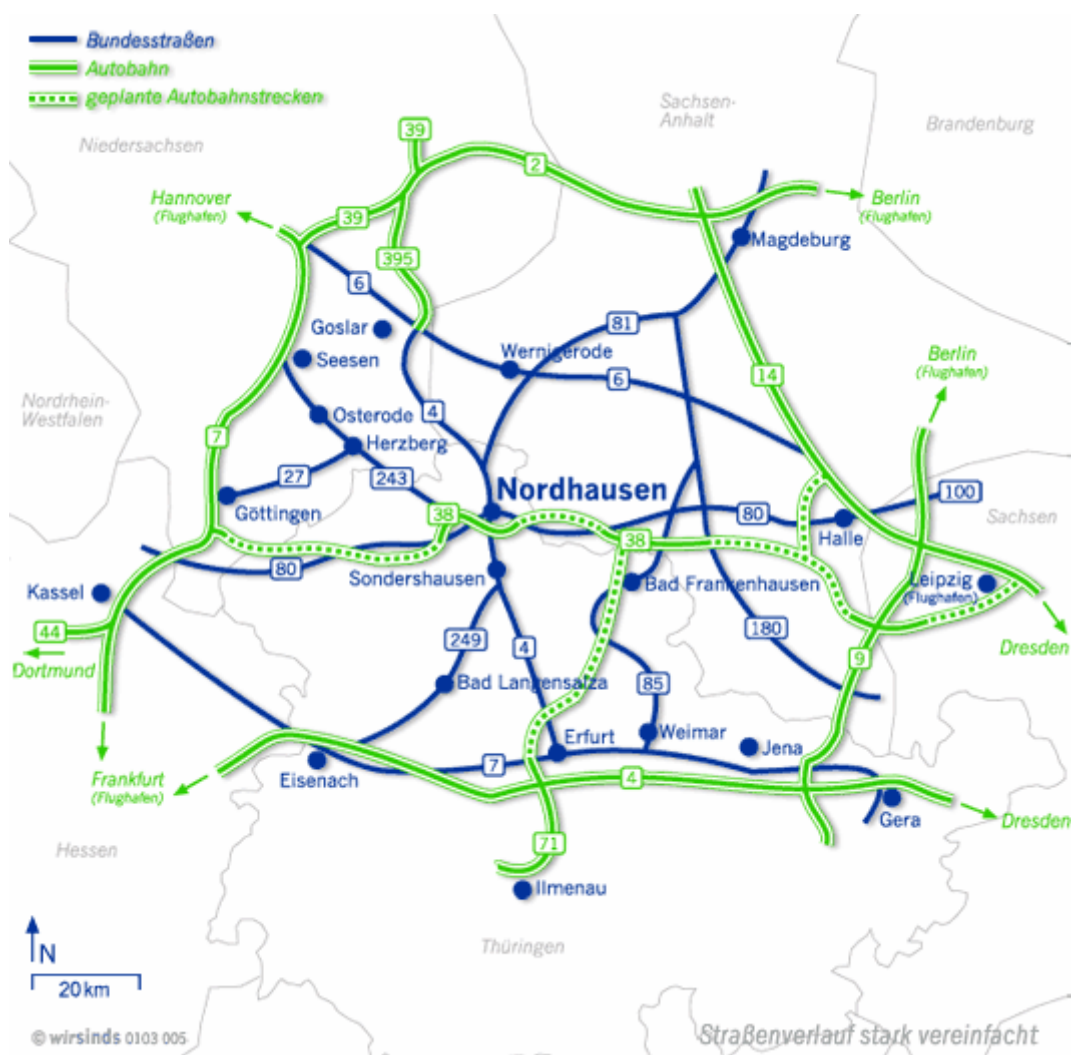 Bundesstraßen
Autobahn
geplante Autobahnstrecken
Sachsen-
Anhalt
Brandenburg
Niedersachsen
39
2
Hannover
(Flughafen)
39
Berlin
(Flughafen)
Magdeburg
395
6
81
Goslar
Seesen
Wernigerode
Berlin
(Flughafen)
6
14
Nordrhein-
Westfalen
4
Osterode
Herzberg
7
27
243
Nordhausen
100
Göttingen
38
80
Halle
Sachsen
38
80
Sondershausen
Bad Frankenhausen
Leipzig
(Flughafen)
Kassel
44
249
4
180
9
Dortmund
Dresden
Bad Langensalza
85
Erfurt
Weimar
Jena
7
4
Eisenach
Frankfurt
(Flughafen)
Gera
Dresden
71
Hessen
Ilmenau
N
Thüringen
20 km
© wirsinds 0103 005
Straßenverlauf stark vereinfacht